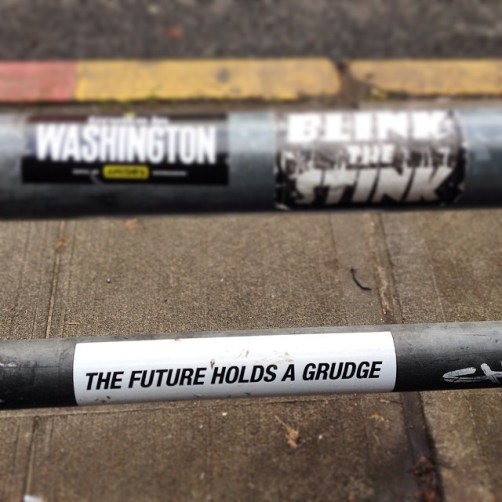 WASHINGTON
BLINK
THE
STINK
THE FUTURE HOLDS A GRUDGE